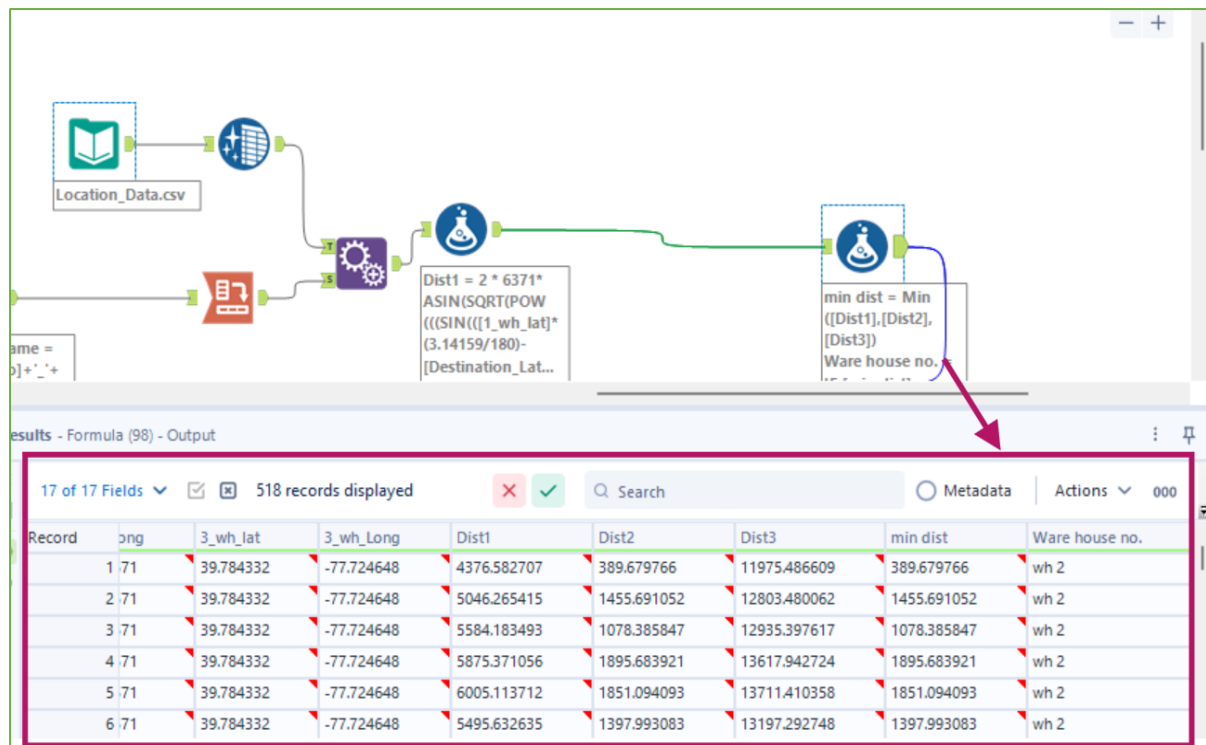 − +
Location_Data.csv
T
S
Dist1 = 2 * 6371*
ASIN(SQRT(POW
(((SIN(([1_wh_lat]*
(3.14159/180)-
[Destination_Lat...
min dist = Min
([Dist1],[Dist2],
[Dist3])
Ware house no. =
ame =
o]+'_'+
esults - Formula (98) - Output
17 of 17 Fields 518 records displayed Search Metadata Actions 000
Record ong 3_wh_lat 3_wh_Long Dist1 Dist2 Dist3 min dist Ware house no.
1 71 39.784332 -77.724648 4376.582707 389.679766 11975.486609 389.679766 wh 2
2 71 39.784332 -77.724648 5046.265415 1455.691052 12803.480062 1455.691052 wh 2
3 71 39.784332 -77.724648 5584.183493 1078.385847 12935.397617 1078.385847 wh 2
4 71 39.784332 -77.724648 5875.371056 1895.683921 13617.942724 1895.683921 wh 2
5 71 39.784332 -77.724648 6005.113712 1851.094093 13711.410358 1851.094093 wh 2
6 71 39.784332 -77.724648 5495.632635 1397.993083 13197.292748 1397.993083 wh 2